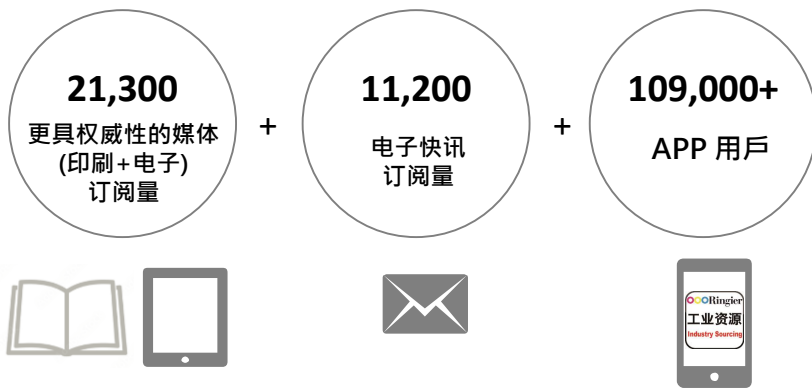 21,300
更具权威性的媒体
(印刷+电子)
订阅量
+
11,200
电子快讯
订阅量
+
109,000+
APP 用戶
Ringier
工业资源
Industry Sourcing